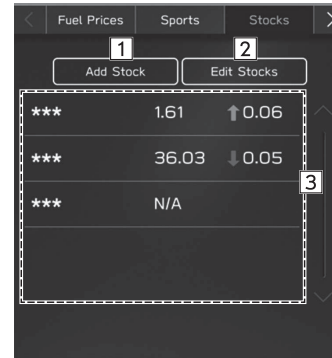 Fuel Prices Sports Stocks
1 2
Add Stock Edit Stocks
*** 1.61 ⬆0.06
*** 36.03 ⬇0.05
3
*** N/A